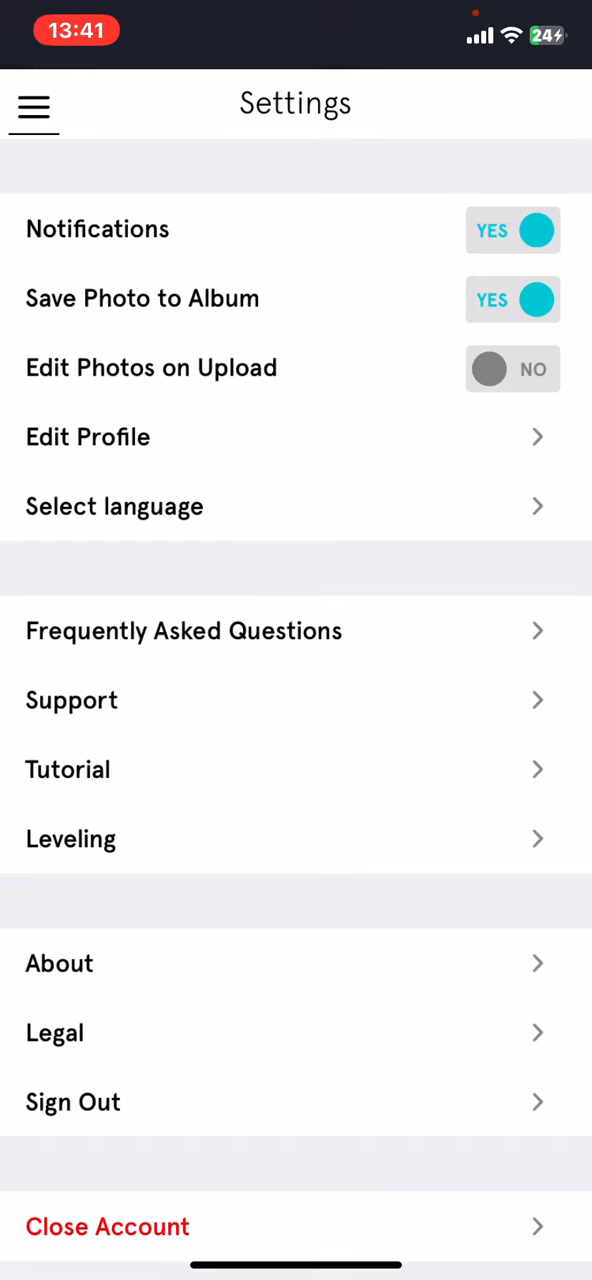 13:41
24
Settings
Notifications
YES
Save Photo to Album
YES
Edit Photos on Upload
NO
Edit Profile
Select language
Frequently Asked Questions
Support
Tutorial
Leveling
About
Legal
Sign Out
Close Account